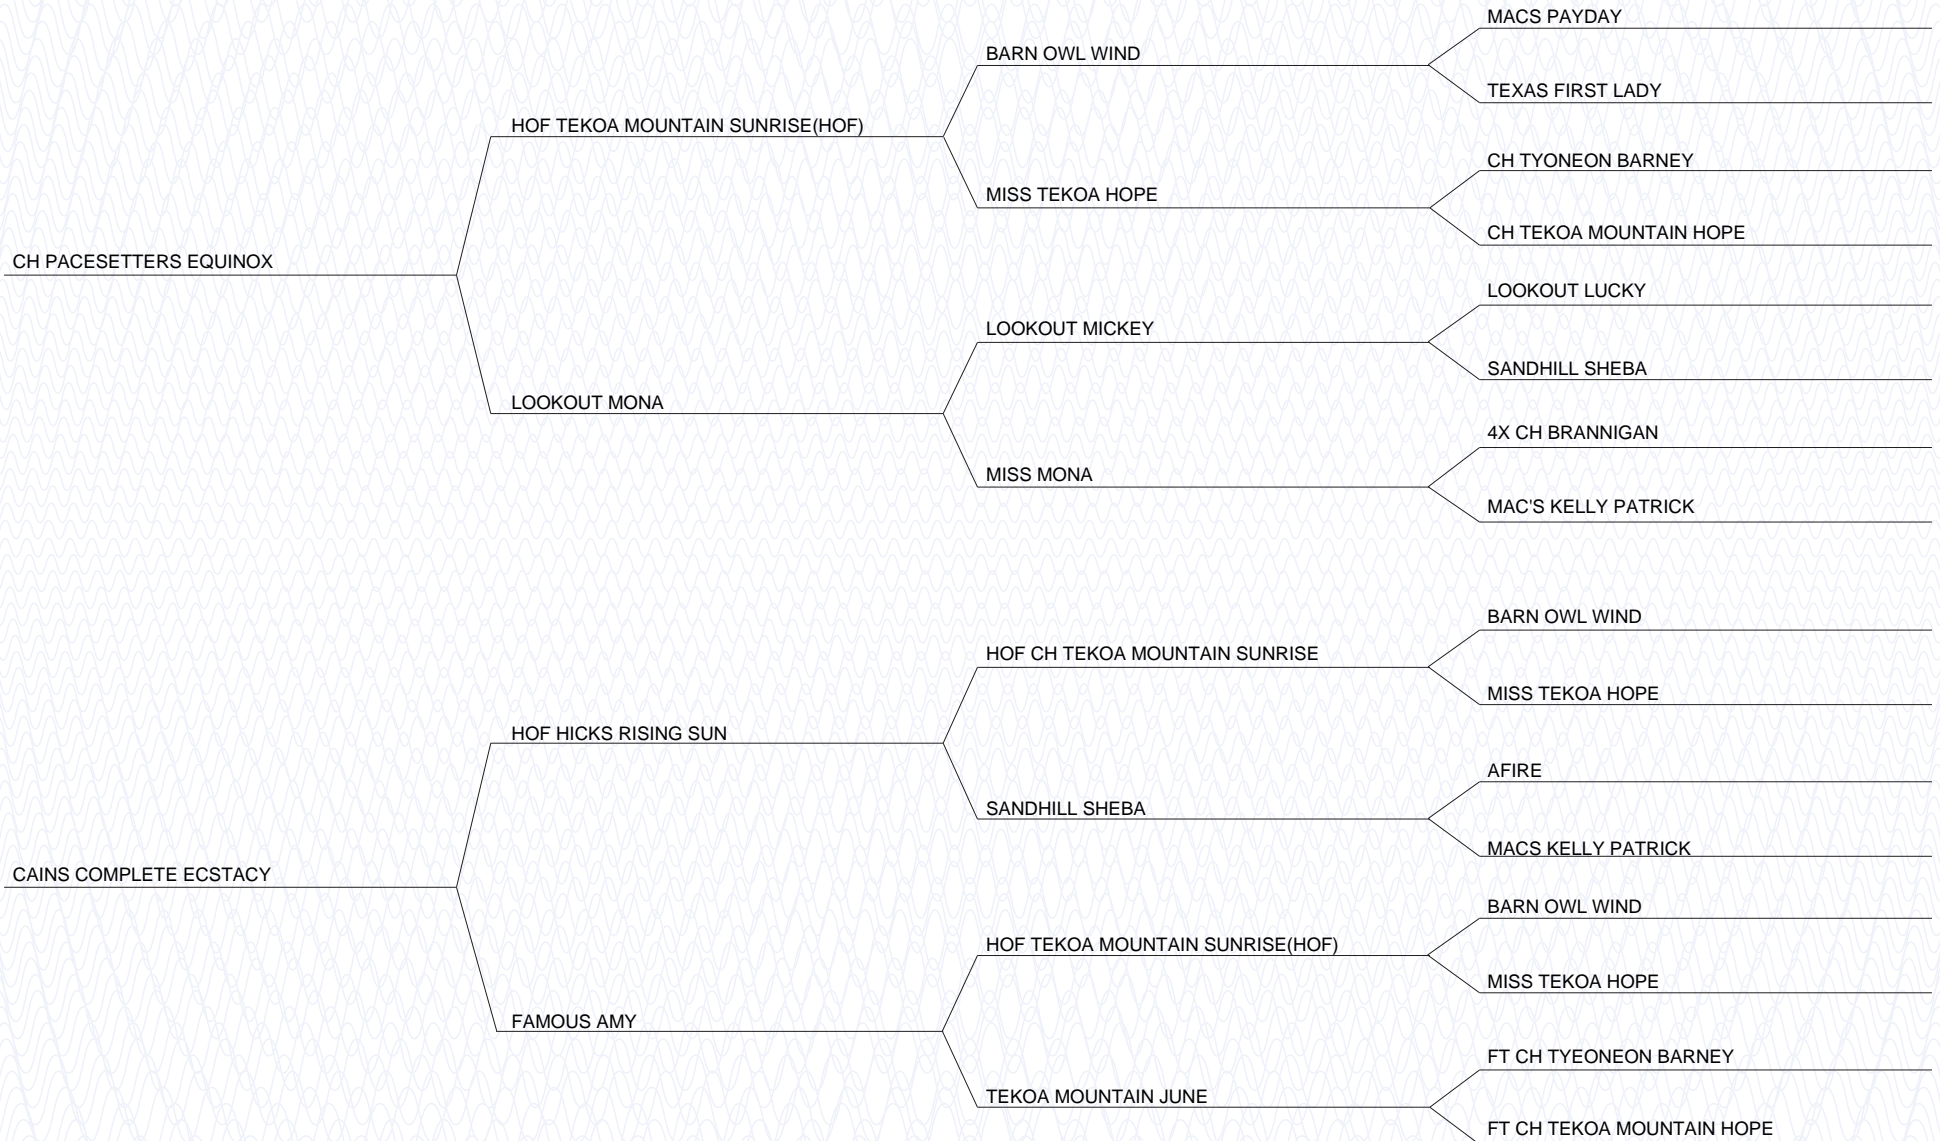 MACS PAYDAY
BARN OWL WIND
TEXAS FIRST LADY
HOF TEKOA MOUNTAIN SUNRISE(HOF)
CH TYONEON BARNEY
MISS TEKOA HOPE
CH TEKOA MOUNTAIN HOPE
CH PACESETTERS EQUINOX
LOOKOUT LUCKY
LOOKOUT MICKEY
SANDHILL SHEBA
LOOKOUT MONA
4X CH BRANNIGAN
MISS MONA
MAC'S KELLY PATRICK
BARN OWL WIND
HOF CH TEKOA MOUNTAIN SUNRISE
MISS TEKOA HOPE
HOF HICKS RISING SUN
AFIRE
SANDHILL SHEBA
MACS KELLY PATRICK
CAINS COMPLETE ECSTACY
BARN OWL WIND
HOF TEKOA MOUNTAIN SUNRISE(HOF)
MISS TEKOA HOPE
FAMOUS AMY
FT CH TYEONEON BARNEY
TEKOA MOUNTAIN JUNE
FT CH TEKOA MOUNTAIN HOPE